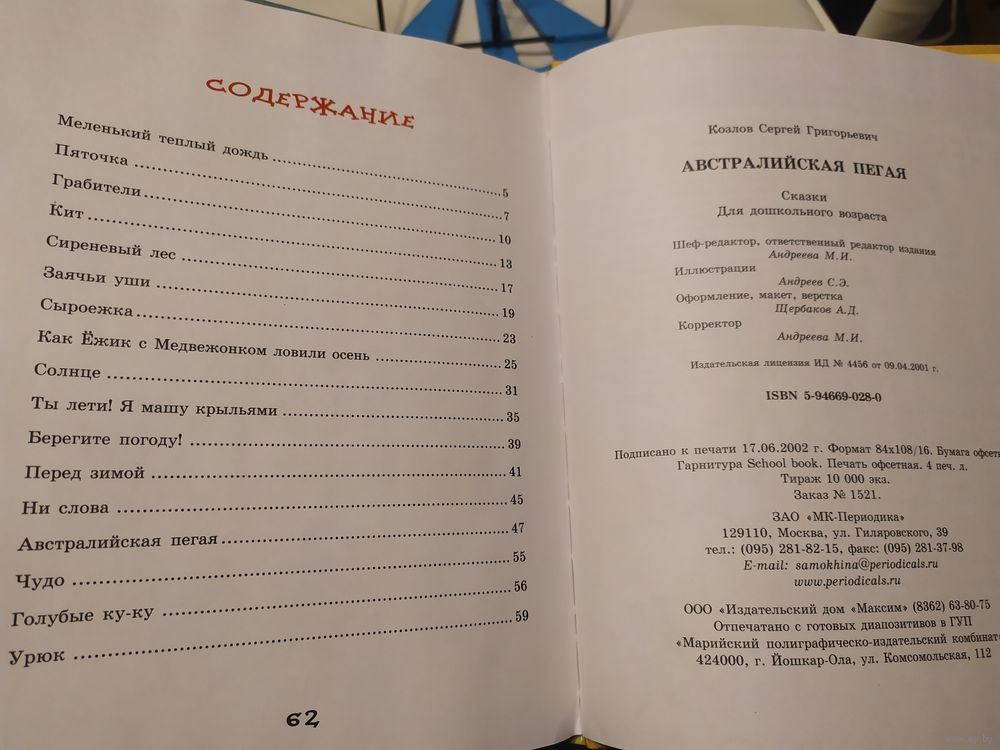 СОДЕРЖАНИЕ
Меленький теплый дождь ........ 5
Пяточка ........ 7
Грабители ........ 10
Кит ........ 13
Сиреневый лес ........ 17
Заячьи уши ........ 19
Сыроежка ........ 23
Как Ёжик с Медвежонком ловили осень ........ 25
Солнце ........ 31
Ты лети! Я машу крыльями ........ 35
Берегите погоду! ........ 39
Перед зимой ........ 41
Ни слова ........ 45
Австралийская пегая ........ 47
Чудо ........ 55
Голубые ку-ку ........ 56
Урюк ........ 59
62
Козлов Сергей Григорьевич
АВСТРАЛИЙСКАЯ ПЕГАЯ
Сказки
Для дошкольного возраста
Шеф-редактор, ответственный редактор издания
Андреева М.И.
Иллюстрации
Андреев С.Э.
Оформление, макет, верстка
Щербаков А.Д.
Корректор
Андреева М.И.
Издательская лицензия ИД № 4456 от 09.04.2001 г.
ISBN 5-94669-028-0
Подписано к печати 17.06.2002 г. Формат 84х108/16. Бумага офсетн
Гарнитура School book. Печать офсетная. 4 печ. л.
Тираж 10 000 экз.
Заказ № 1521.
ЗАО «МК-Периодика»
129110, Москва, ул. Гиляровского, 39
тел.: (095) 281-82-15, факс: (095) 281-37-98
E-mail: samokhina@periodicals.ru
www.periodicals.ru
ООО «Издательский дом «Максим» (8362) 63-80-75
Отпечатано с готовых диапозитивов в ГУП
«Марийский полиграфическо-издательский комбинат
424000, г. Йошкар-Ола, ул. Комсомольская, 112